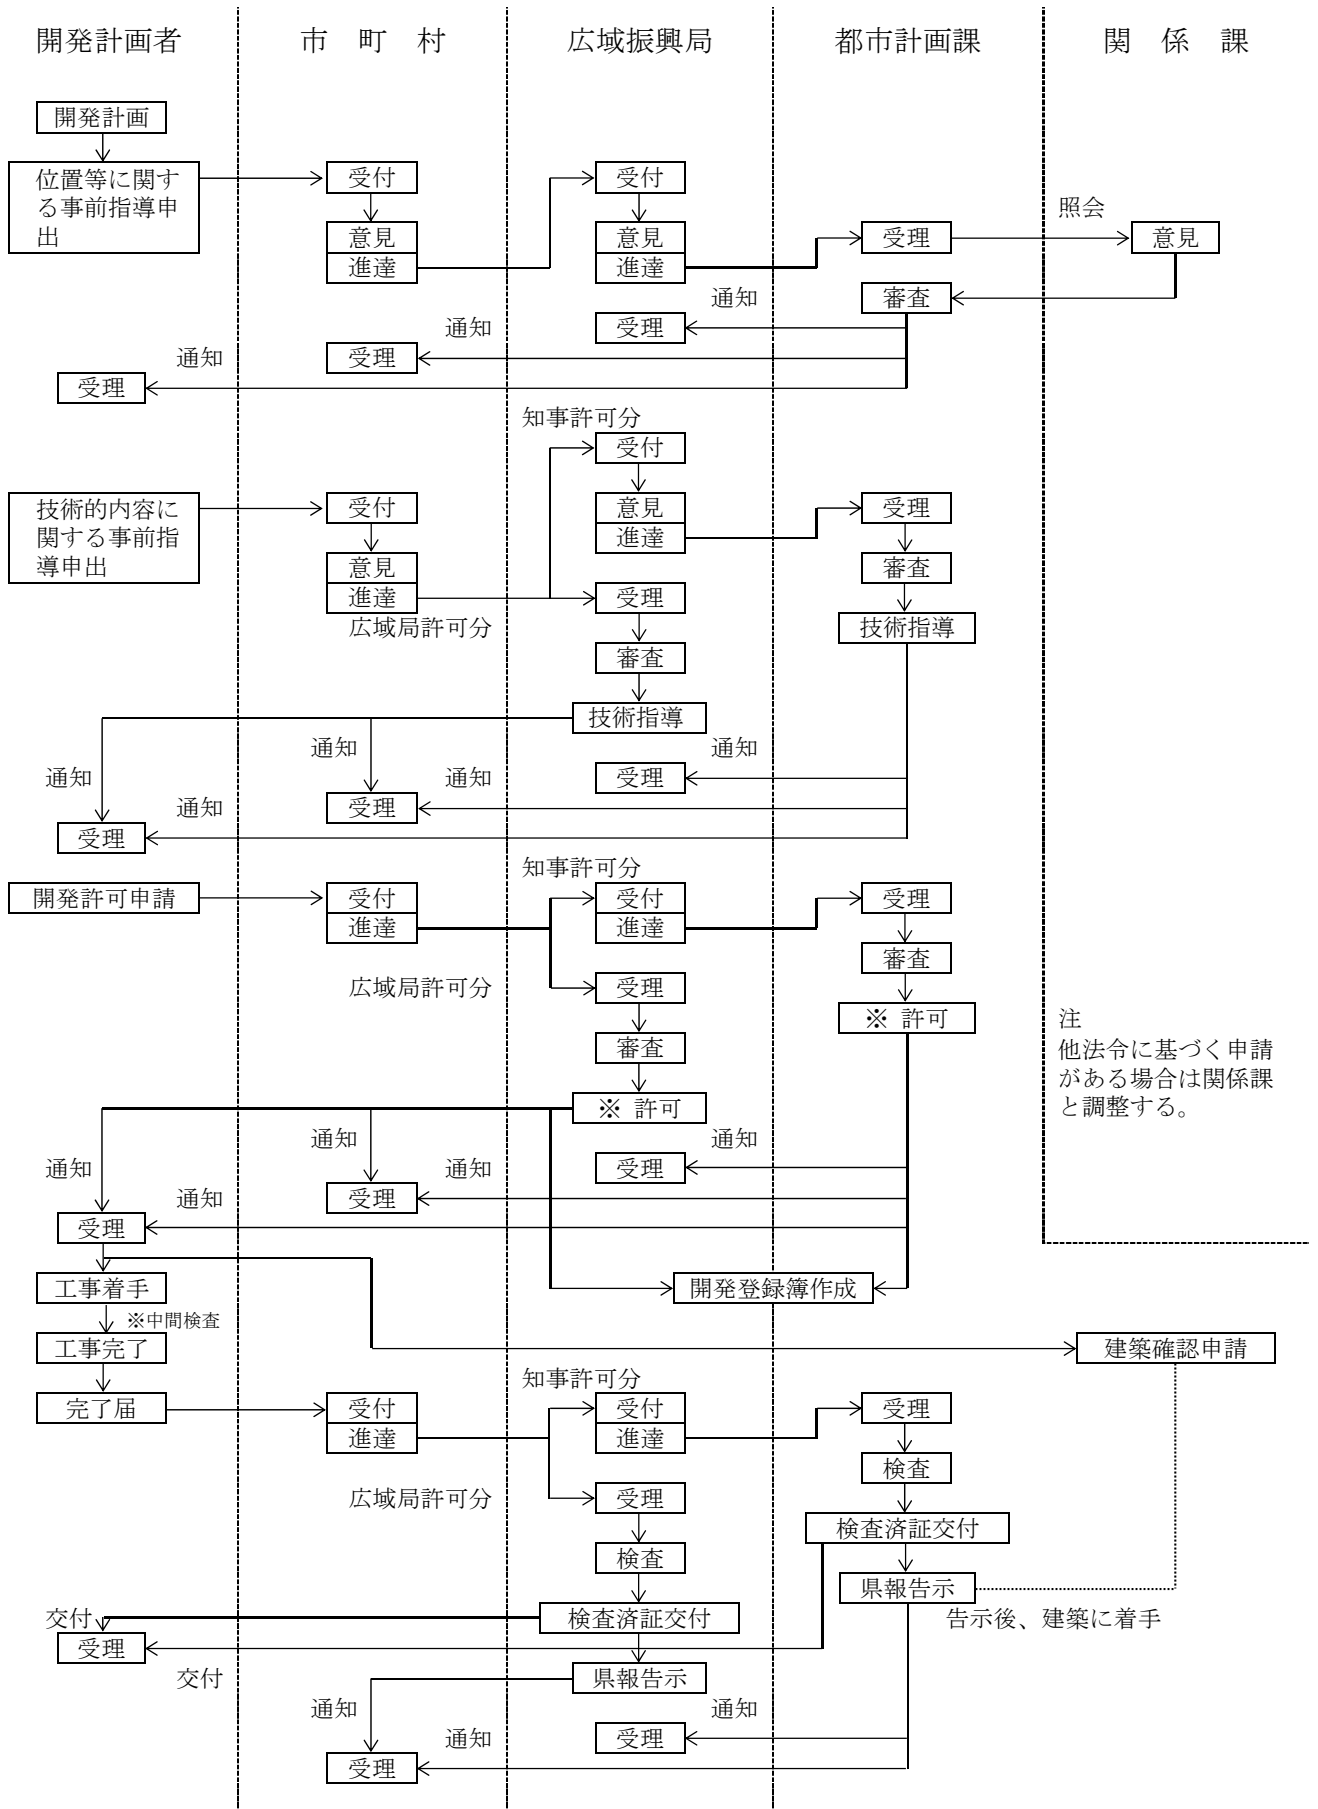 開発計画者
市　町　村
広域振興局
都市計画課
関　係　課
開発計画
位置等に関す
る事前指導申
出
受付
受付
照会
意見
意見
受理
意見
進達
進達
通知
審査
通知
受理
通知
受理
受理
知事許可分
受付
技術的内容に
関する事前指
導申出
受付
意見
進達
受理
意見
進達
審査
受理
広域局許可分
技術指導
審査
技術指導
通知
通知
通知
通知
受理
通知
受理
受理
知事許可分
開発許可申請
受付
進達
受付
進達
受理
審査
広域局許可分
受理
※ 許可
注
他法令に基づく申請
がある場合は関係課
と調整する。
審査
※ 許可
通知
通知
通知
通知
受理
通知
受理
受理
工事着手
開発登録簿作成
※中間検査
工事完了
建築確認申請
知事許可分
完了届
受付
進達
受付
進達
受理
検査
広域局許可分
受理
検査済証交付
検査
県報告示
交付
検査済証交付
告示後、建築に着手
受理
交付
県報告示
通知
通知
通知
受理
受理